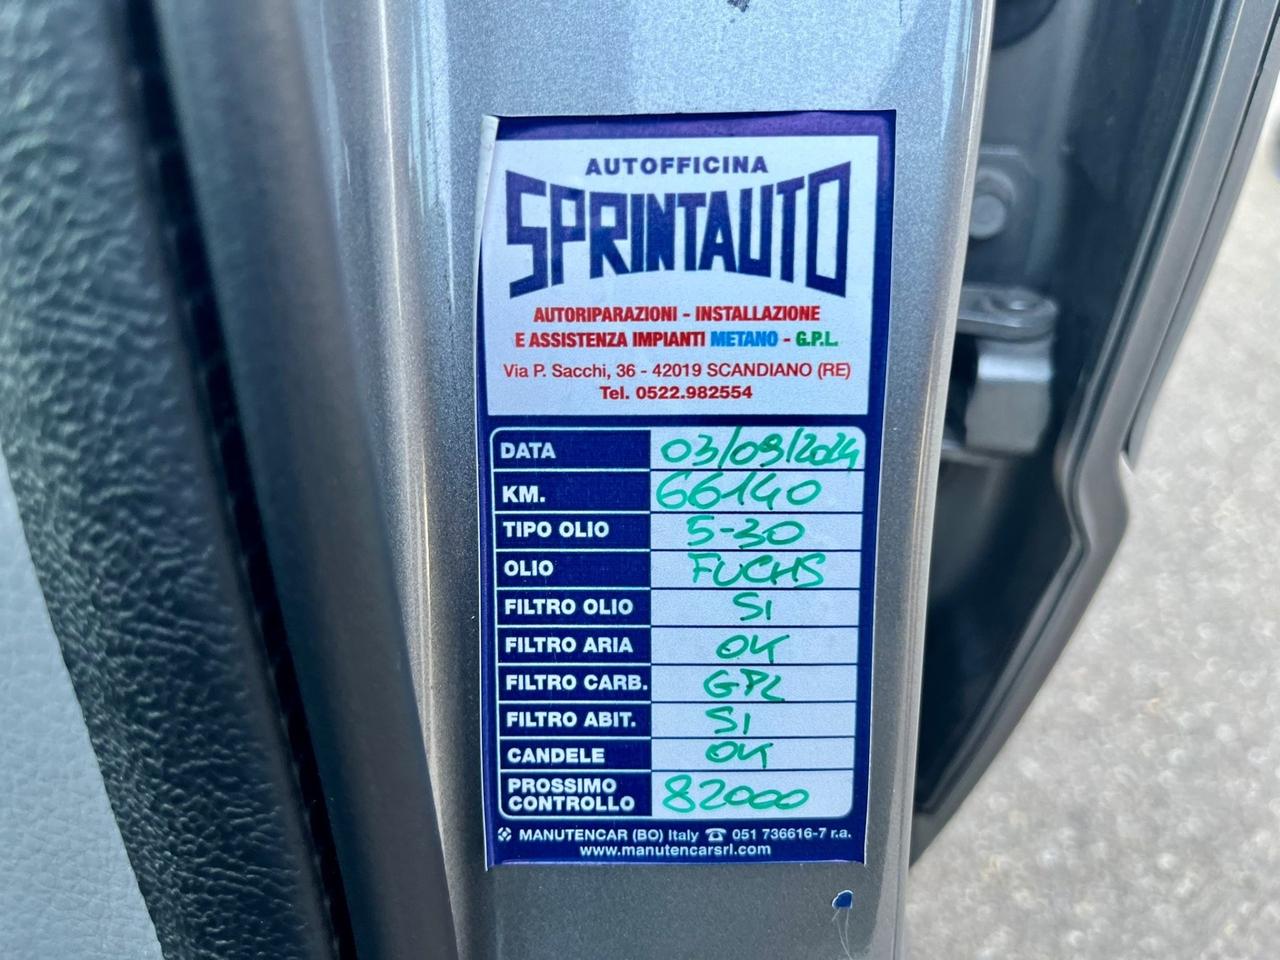 AUTOFFICINA
SPRINTAUTO
AUTORIPARAZIONI - INSTALLAZIONE
E ASSISTENZA IMPIANTI METANO - G.P.L.
Via P. Sacchi, 36 - 42019 SCANDIANO (RE)
Tel. 0522.982554
DATA 03/09/2024
KM. 66140
TIPO OLIO 5-30
OLIO FUCHS
FILTRO OLIO SI
FILTRO ARIA OK
FILTRO CARB. GPL
FILTRO ABIT. SI
CANDELE OK
PROSSIMO
CONTROLLO 82000
MANUTENCAR (BO) Italy ☎ 051 736616-7 r.a.
www.manutencarsrl.com